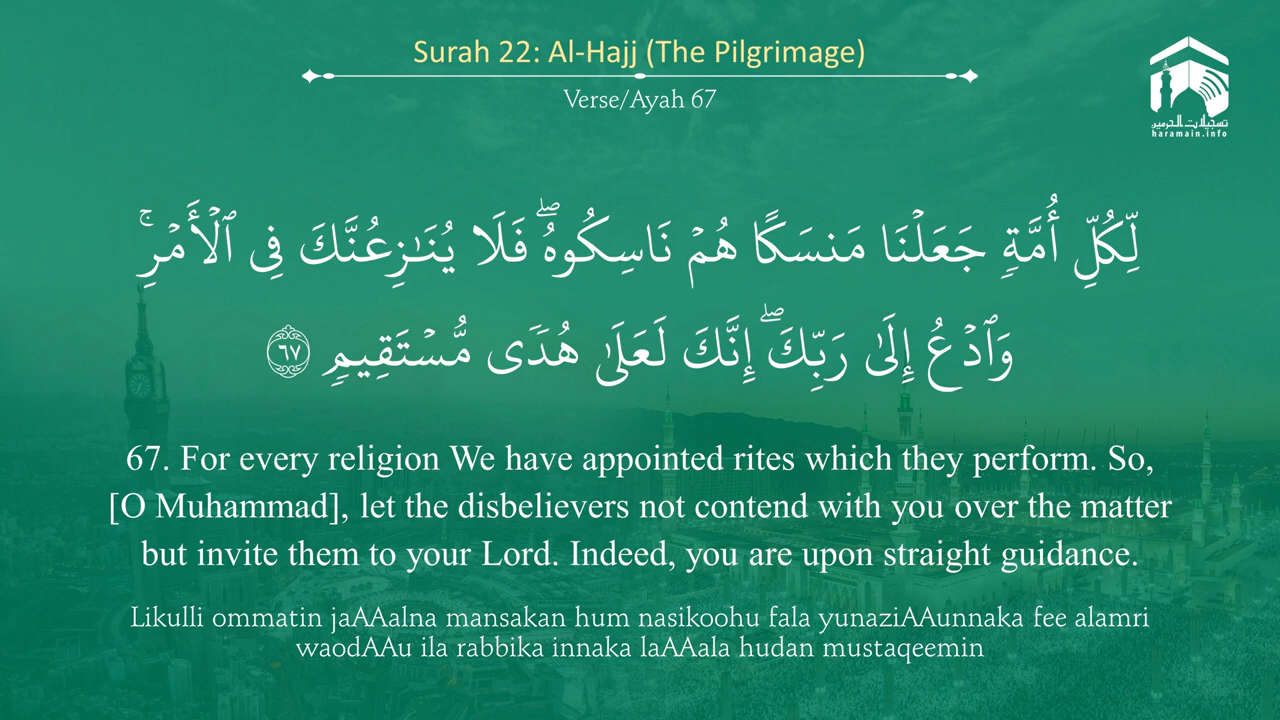 Surah 22: Al-Hajj (The Pilgrimage)
Verse/Ayah 67
تسجيلات الحرمين
haramain.info
لِّكُلِّ أُمَّةٍ جَعَلْنَا مَنسَكًا هُمْ نَاسِكُوهُ ۖ فَلَا يُنَـٰزِعُنَّكَ فِى ٱلْأَمْرِ ۚ
وَٱدْعُ إِلَىٰ رَبِّكَ ۖ إِنَّكَ لَعَلَىٰ هُدًى مُّسْتَقِيمٍ ٦٧
67. For every religion We have appointed rites which they perform. So,
[O Muhammad], let the disbelievers not contend with you over the matter
but invite them to your Lord. Indeed, you are upon straight guidance.
Likulli ommatin jaAAalna mansakan hum nasikoohu fala yunaziAAunnaka fee alamri
waodAAu ila rabbika innaka laAAala hudan mustaqeemin